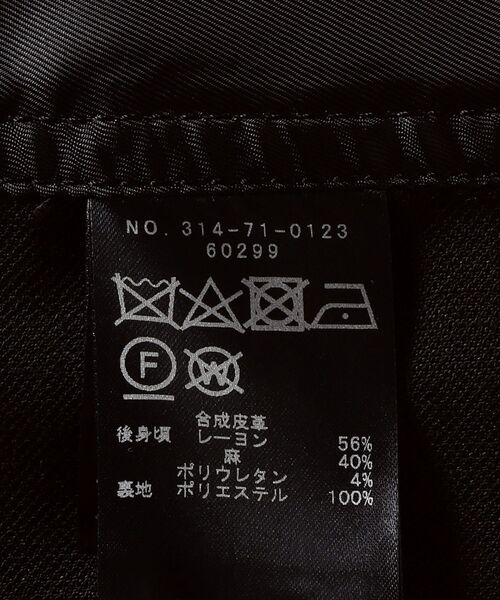 NO. 314-71-0123
60299
F
W
合成皮革
後身頃 レーヨン 56%
麻 40%
ポリウレタン 4%
裏地 ポリエステル 100%